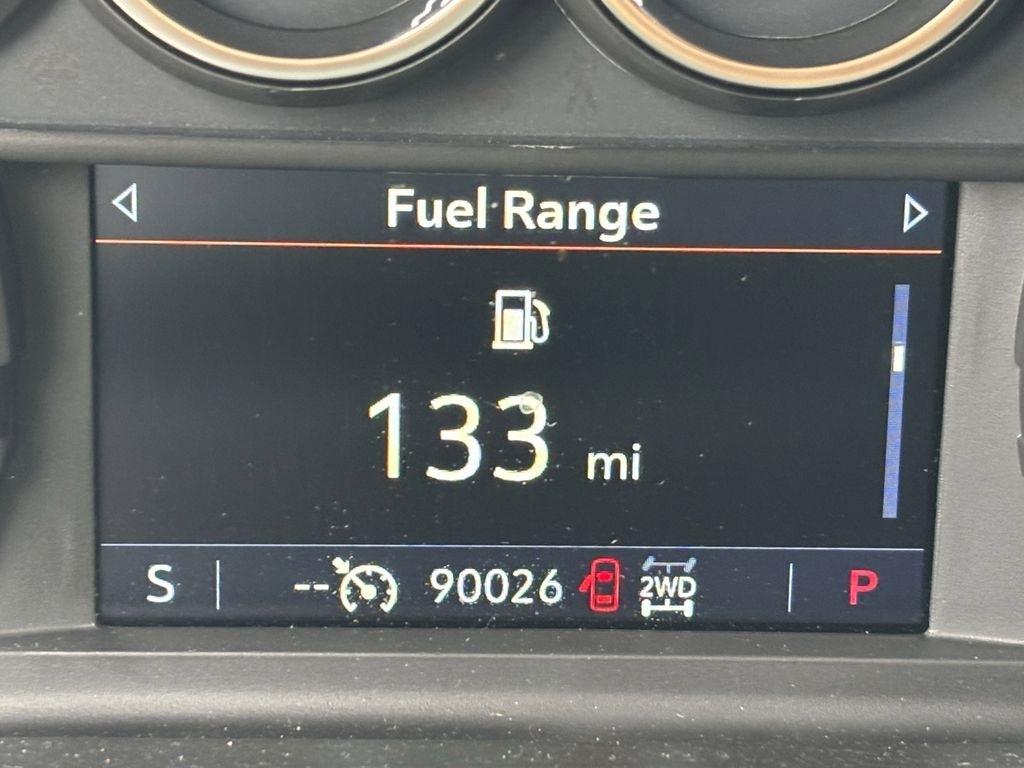 Fuel Range
133 mi
S -- 90026 2WD P